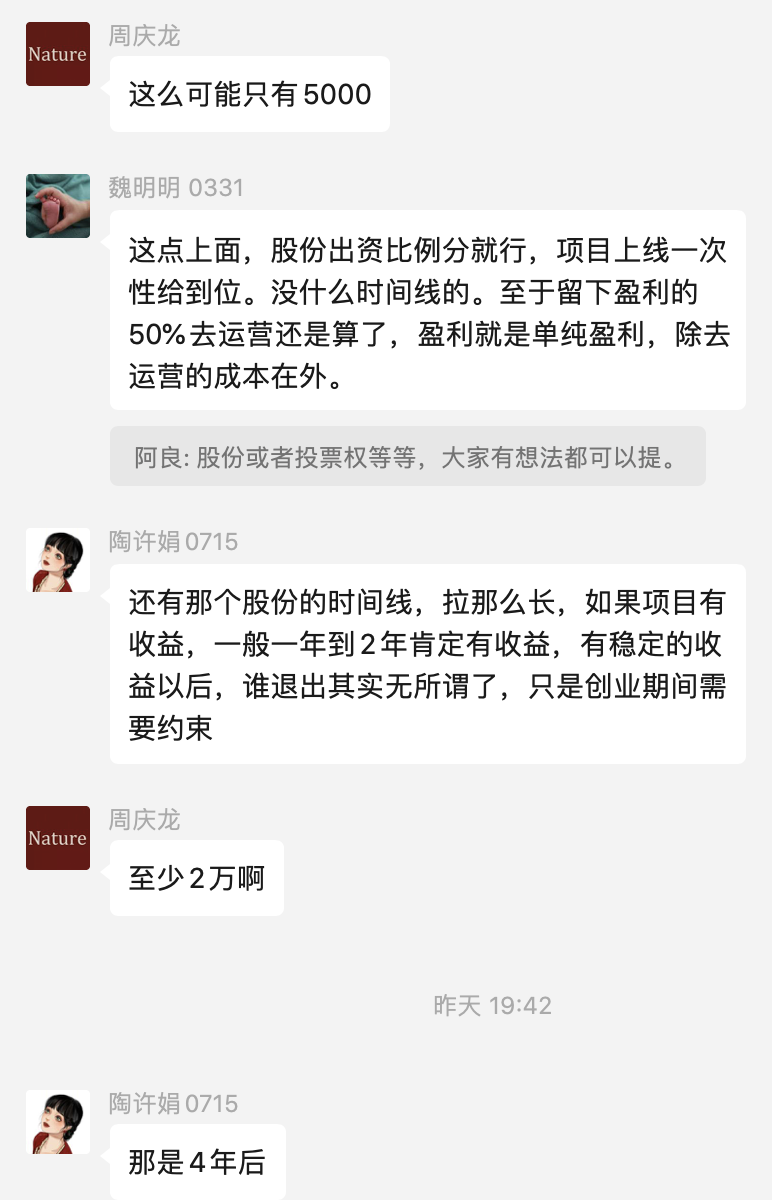 周庆龙
Nature
这么可能只有5000
魏明明 0331
这点上面，股份出资比例分就行，项目上线一次
性给到位。没什么时间线的。至于留下盈利的
50%去运营还是算了，盈利就是单纯盈利，除去
运营的成本在外。
阿良: 股份或者投票权等等，大家有想法都可以提。
陶许娟0715
还有那个股份的时间线，拉那么长，如果项目有
收益，一般一年到2年肯定有收益，有稳定的收
益以后，谁退出其实无所谓了，只是创业期间需
要约束
周庆龙
Nature
至少2万啊
昨天 19:42
陶许娟0715
那是4年后